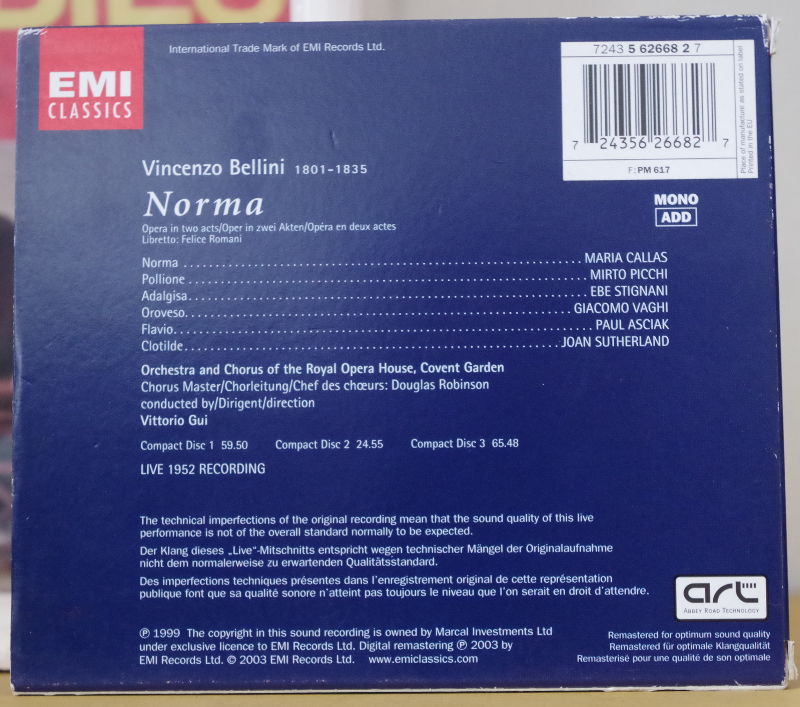 International Trade Mark of EMI Records Ltd.
EMI
CLASSICS
7243 5 62668 2 7
7 24356 26682 7
F: PM 617
Place of manufacture as stated on label
Printed in the EU
Vincenzo Bellini 1801-1835
Norma
Opera in two acts/Oper in zwei Akten/Opéra en deux actes
Libretto: Felice Romani
MONO
ADD
Norma ........ MARIA CALLAS
Pollione ........ MIRTO PICCHI
Adalgisa ........ EBE STIGNANI
Oroveso ........ GIACOMO VAGHI
Flavio ........ PAUL ASCIAK
Clotilde ........ JOAN SUTHERLAND
Orchestra and Chorus of the Royal Opera House, Covent Garden
Chorus Master/Chorleitung/Chef des chœurs: Douglas Robinson
conducted by/Dirigent/direction
Vittorio Gui
Compact Disc 1 59.50 Compact Disc 2 24.55 Compact Disc 3 65.48
LIVE 1952 RECORDING
The technical imperfections of the original recording mean that the sound quality of this live
performance is not of the overall standard normally to be expected.
Der Klang dieses „Live“-Mitschnitts entspricht wegen technischer Mängel der Originalaufnahme
nicht dem normalerweise zu erwartenden Qualitätsstandard.
Des imperfections techniques présentes dans l'enregistrement original de cette représentation
publique font que sa qualité sonore n'atteint pas toujours le niveau que l'on serait en droit d'attendre.
art
ABBEY ROAD TECHNOLOGY
℗ 1999 The copyright in this sound recording is owned by Marcal Investments Ltd
under exclusive licence to EMI Records Ltd. Digital remastering ℗ 2003 by
EMI Records Ltd. © 2003 EMI Records Ltd. www.emiclassics.com
Remastered for optimum sound quality
Remastered für optimale Klangqualität
Remasterisé pour une qualité de son optimale